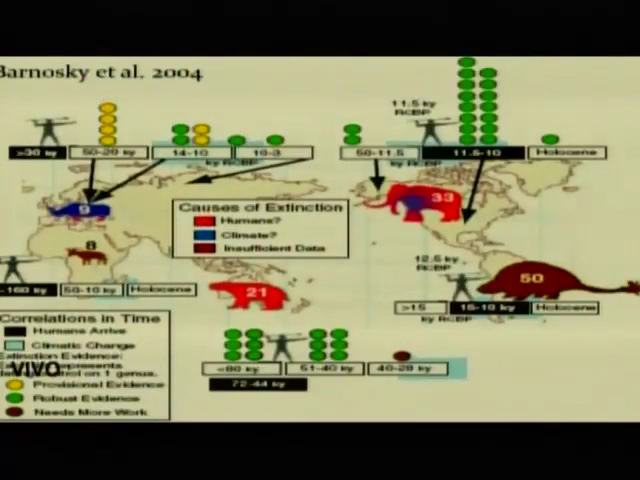 Barnosky et al. 2004
11.5 ky
RCBP
>30 ky
50-20 ky
14-10
10-3
ky RCBP
50-11.5
11.5-10
Holocene
ky RCBP
9
33
Causes of Extinction
Humans?
Climate?
Insufficient Data
8
12.5 ky
RCBP
50
21
50-10 ky
Holocene
>15
15-10 ky
Holocene
ky RCBP
Correlations in Time
Humans Arrive
Climatic Change
Extinction Evidence:
VIVO
on 1 genus.
Provisional Evidence
Robust Evidence
Needs More Work
<80 ky
51-40 ky
40-28 ky
72-44 ky